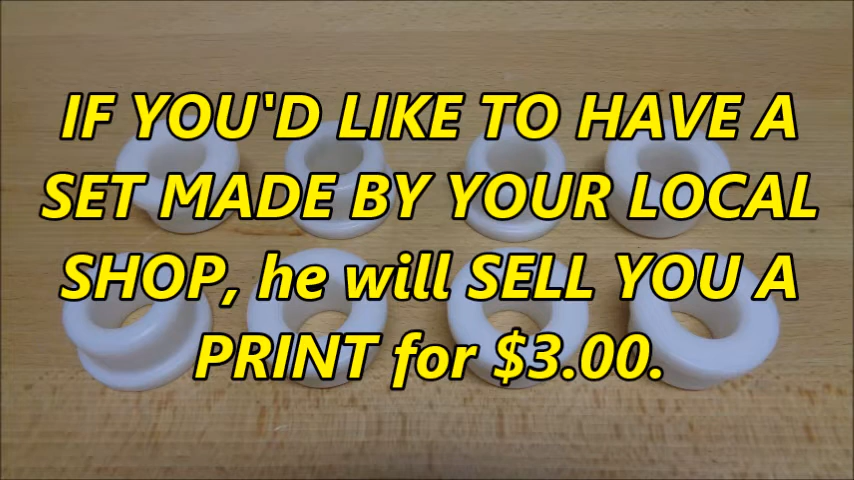 IF YOU'D LIKE TO HAVE A
SET MADE BY YOUR LOCAL
SHOP, he will SELL YOU A
PRINT for $3.00.